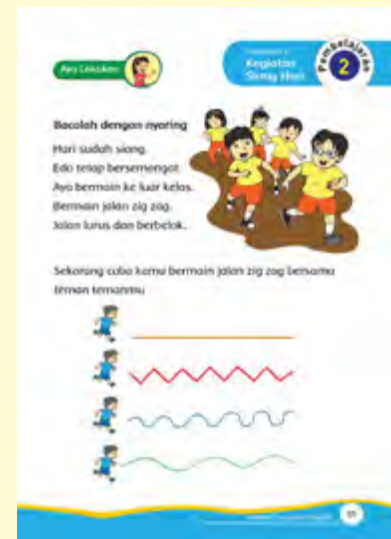 Ayo Lakukan
Kegiatan
Siang Hari
Pembelajaran
2
Bacalah dengan nyaring
Hari sudah siang.
Edo tetap bersemangat.
Ayo bermain ke luar kelas.
Bermain jalan zig zag.
Jalan lurus dan berbelok.
Sekarang coba kamu bermain jalan zig zag bersama
teman temanmu